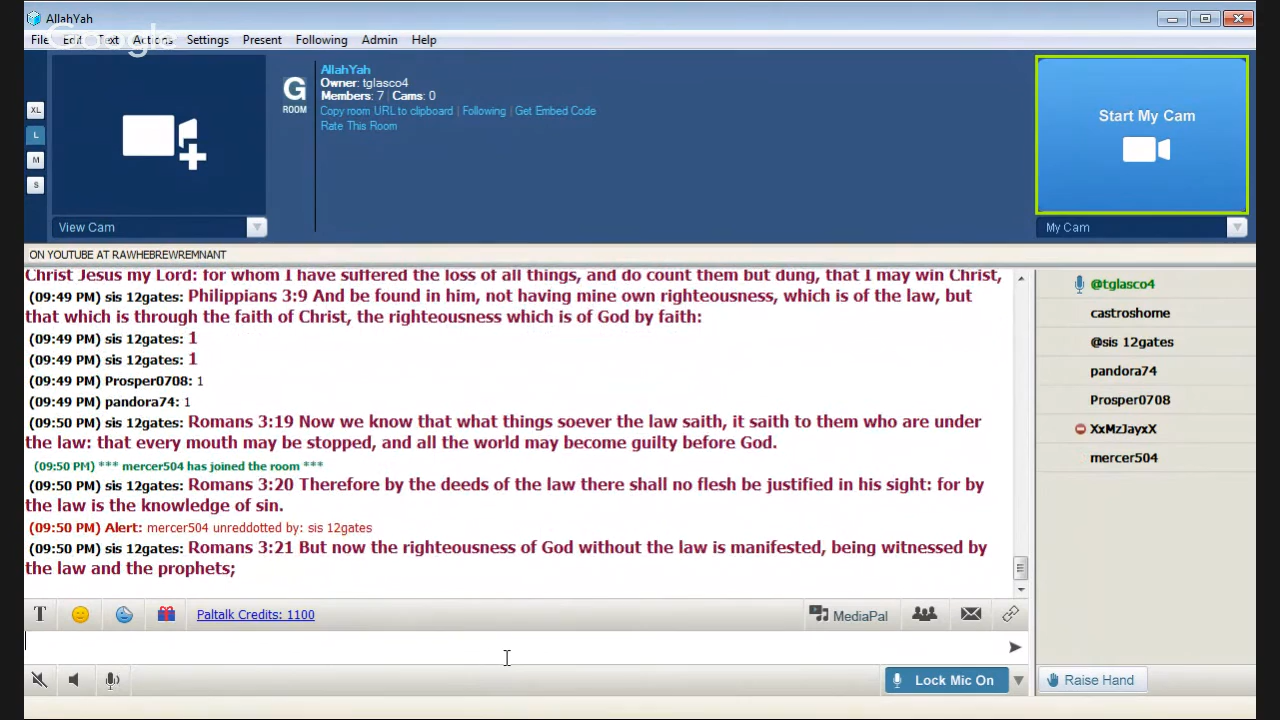 AllahYah
Google
File Edit Text Actions Settings Present Following Admin Help
XL
L
M
S
View Cam
G
ROOM
AllahYah
Owner: tglasco4
Members: 7 | Cams: 0
Copy room URL to clipboard | Following | Get Embed Code
Rate This Room
Start My Cam
My Cam
ON YOUTUBE AT RAWHEBREWREMNANT
Christ Jesus my Lord: for whom I have suffered the loss of all things, and do count them but dung, that I may win Christ,
(09:49 PM) sis 12gates: Philippians 3:9 And be found in him, not having mine own righteousness, which is of the law, but
that which is through the faith of Christ, the righteousness which is of God by faith:
(09:49 PM) sis 12gates: 1
(09:49 PM) sis 12gates: 1
(09:49 PM) Prosper0708: 1
(09:49 PM) pandora74: 1
(09:50 PM) sis 12gates: Romans 3:19 Now we know that what things soever the law saith, it saith to them who are under
the law: that every mouth may be stopped, and all the world may become guilty before God.
(09:50 PM) *** mercer504 has joined the room ***
(09:50 PM) sis 12gates: Romans 3:20 Therefore by the deeds of the law there shall no flesh be justified in his sight: for by
the law is the knowledge of sin.
(09:50 PM) Alert: mercer504 unreddotted by: sis 12gates
(09:50 PM) sis 12gates: Romans 3:21 But now the righteousness of God without the law is manifested, being witnessed by
the law and the prophets;
@tglasco4
castroshome
@sis 12gates
pandora74
Prosper0708
XxMzJayxX
mercer504
T
Paltalk Credits: 1100
MediaPal
Lock Mic On
Raise Hand